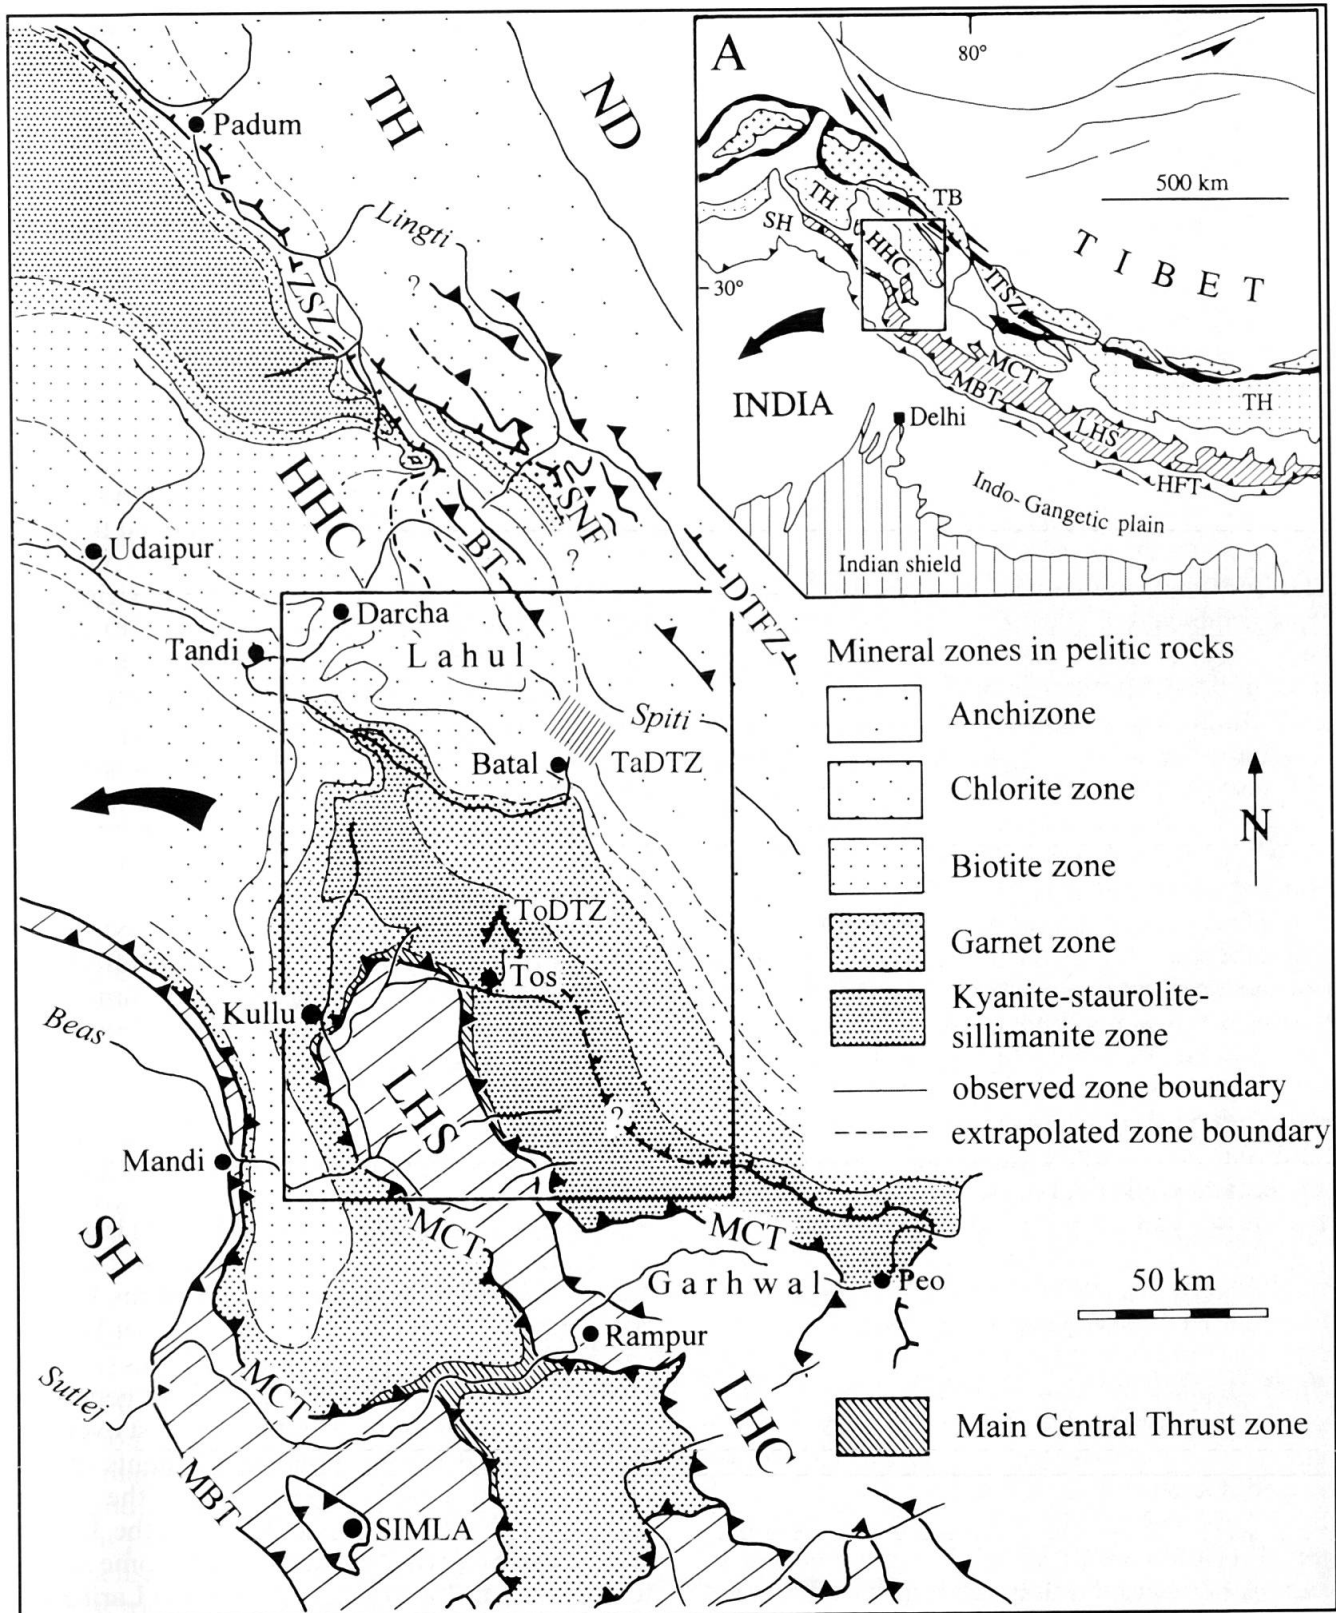 A
80°
500 km
TB
TH
SH
HHC
30°
ITSZ
TIBET
MCT
MBT
INDIA
Delhi
TH
LHS
HFT
Indo-Gangetic plain
Indian shield
Padum
TH
ND
Lingti
?
ZSZ
HHC
SNF
?
BT
Udaipur
DTFZ
Darcha
Tandi
Lahul
Spiti
Batal
TaDTZ
ToDTZ
Tos
Kullu
Beas
LHS
?
Mandi
MCT
MCT
SH
Garhwal
Peo
Rampur
Sutlej
MCT
LHC
MBT
SIMLA
Mineral zones in pelitic rocks
Anchizone
Chlorite zone
Biotite zone
Garnet zone
Kyanite-staurolite-
sillimanite zone
observed zone boundary
extrapolated zone boundary
N
50 km
Main Central Thrust zone